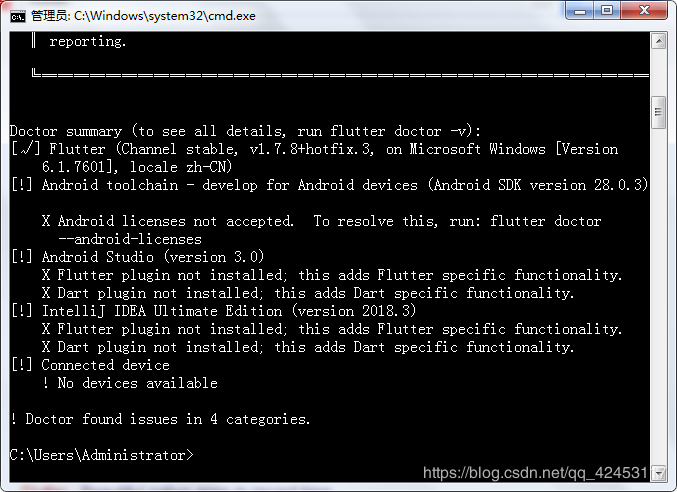 管理员: C:\Windows\system32\cmd.exe
║ reporting.
╚═══════════════════════════════════════
Doctor summary (to see all details, run flutter doctor -v):
[√] Flutter (Channel stable, v1.7.8+hotfix.3, on Microsoft Windows [Version
6.1.7601], locale zh-CN)
[!] Android toolchain - develop for Android devices (Android SDK version 28.0.3)
X Android licenses not accepted.  To resolve this, run: flutter doctor
--android-licenses
[!] Android Studio (version 3.0)
X Flutter plugin not installed; this adds Flutter specific functionality.
X Dart plugin not installed; this adds Dart specific functionality.
[!] IntelliJ IDEA Ultimate Edition (version 2018.3)
X Flutter plugin not installed; this adds Flutter specific functionality.
X Dart plugin not installed; this adds Dart specific functionality.
[!] Connected device
! No devices available
! Doctor found issues in 4 categories.
C:\Users\Administrator>
https://blog.csdn.net/qq_424531